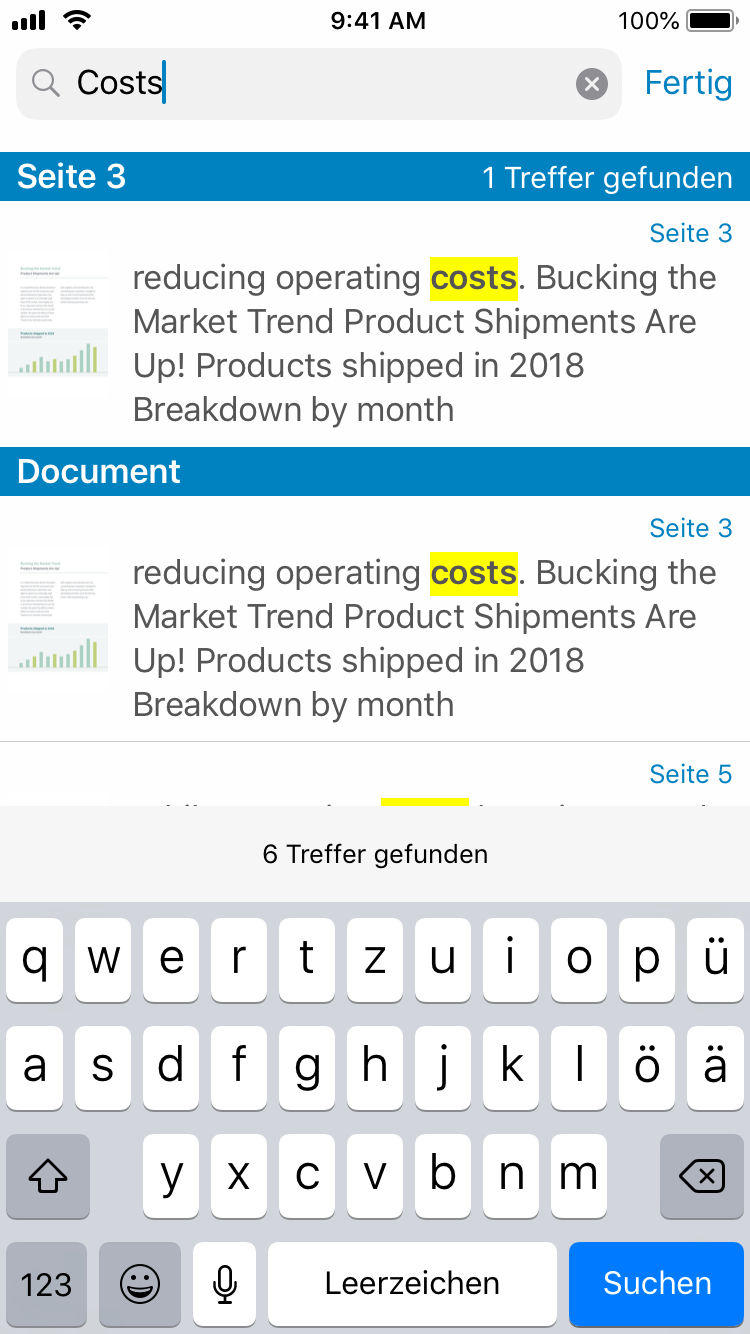 9:41 AM
100%
Costs
Fertig
Seite 3
1 Treffer gefunden
Seite 3
reducing operating costs. Bucking the
Market Trend Product Shipments Are
Up! Products shipped in 2018
Breakdown by month
Document
Seite 3
reducing operating costs. Bucking the
Market Trend Product Shipments Are
Up! Products shipped in 2018
Breakdown by month
Seite 5
6 Treffer gefunden
q w e r t z u i o p ü
a s d f g h j k l ö ä
y x c v b n m
123
Leerzeichen
Suchen